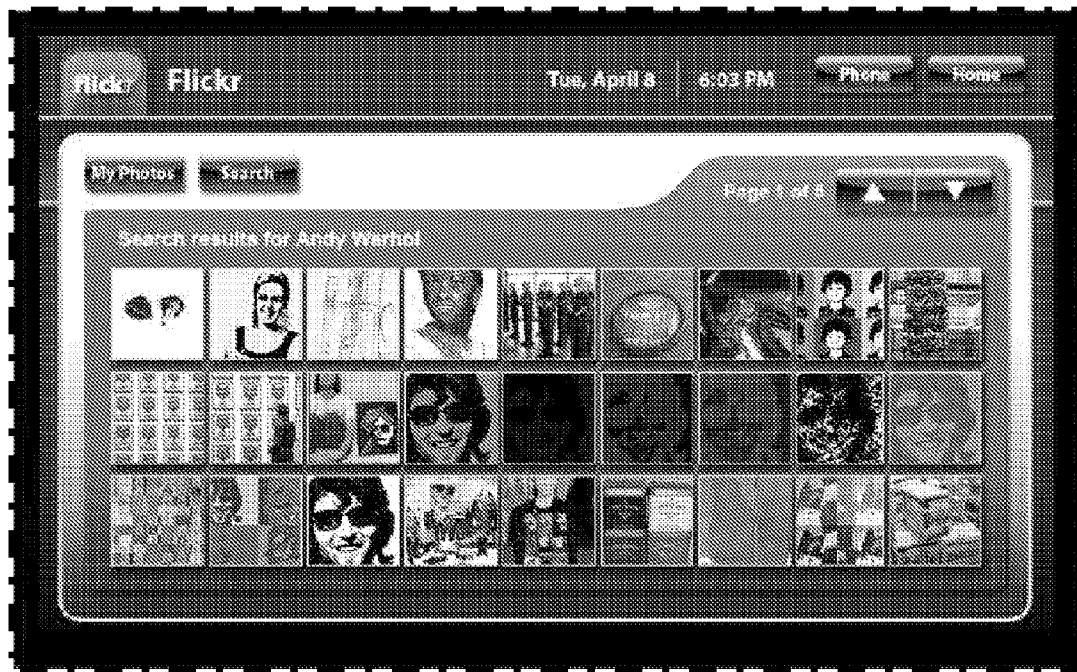 flickr Flickr Tue, April 8 6:03 PM Phone Home
My Photos Search
Page 1 of
Search results for Andy Warhol